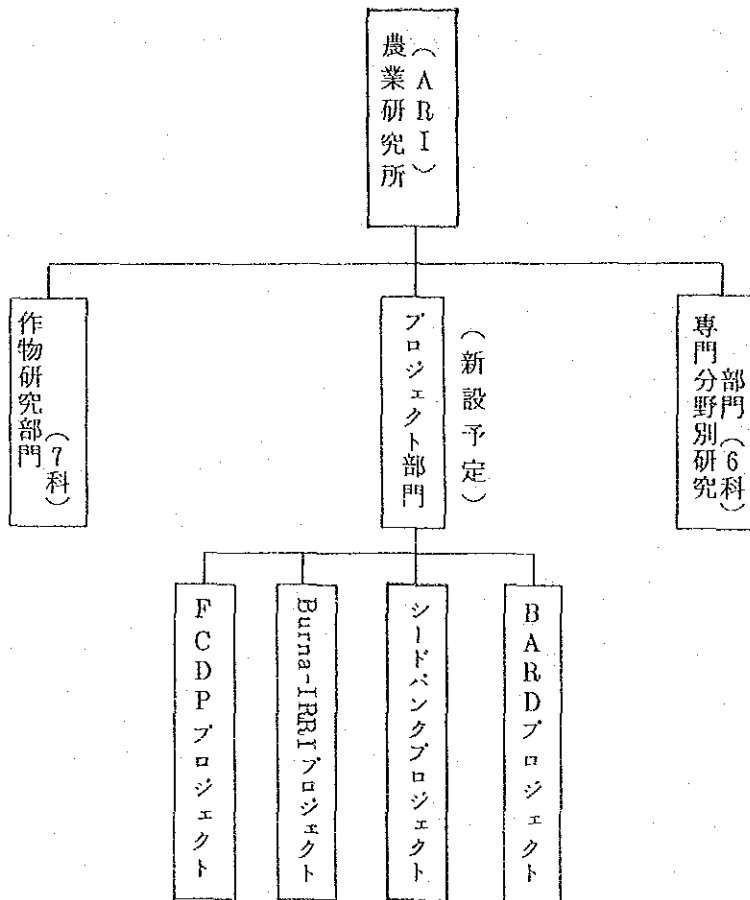 農業研究所
（ARI）
専門分野別研究
部門（6科）
（新設予定）
プロジェクト部門
作物研究部門
（7科）
BARDプロジェクト
シードバンクプロジェクト
Burna-IRRIプロジェクト
FCDPプロジェクト